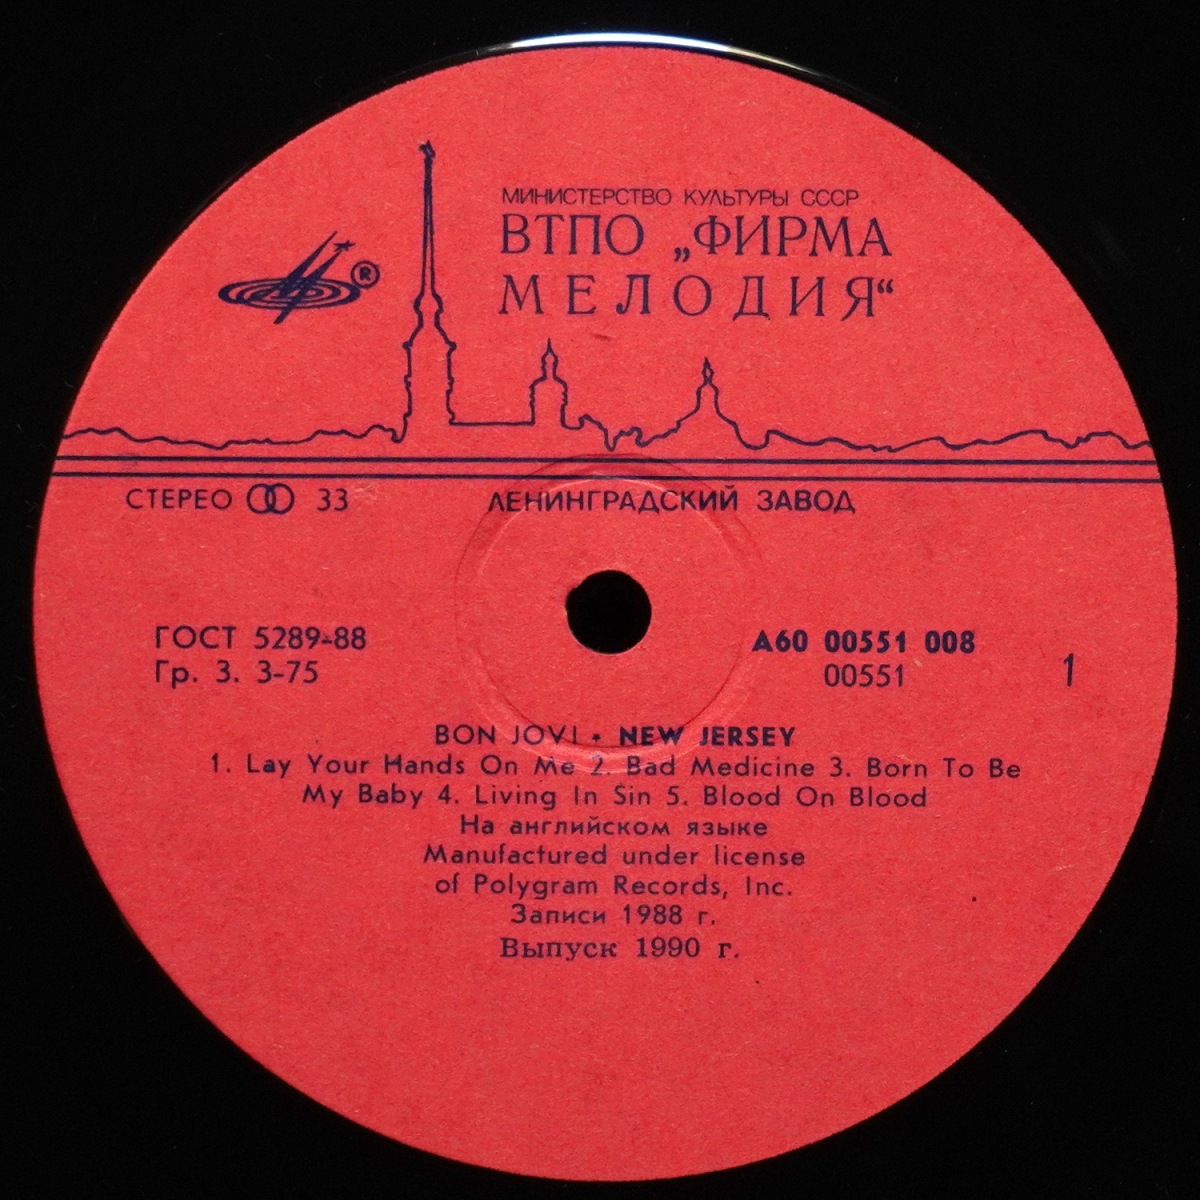 МИНИСТЕРСТВО КУЛЬТУРЫ СССР
ВТПО „ФИРМА
МЕЛОДИЯ“
®
СТЕРЕО 33 ЛЕНИНГРАДСКИЙ ЗАВОД
ГОСТ 5289-88 А60 00551 008
Гр. 3. 3-75 00551 1
BON JOVI • NEW JERSEY
1. Lay Your Hands On Me 2. Bad Medicine 3. Born To Be
My Baby 4. Living In Sin 5. Blood On Blood
На английском языке
Manufactured under license
of Polygram Records, Inc.
Записи 1988 г.
Выпуск 1990 г.